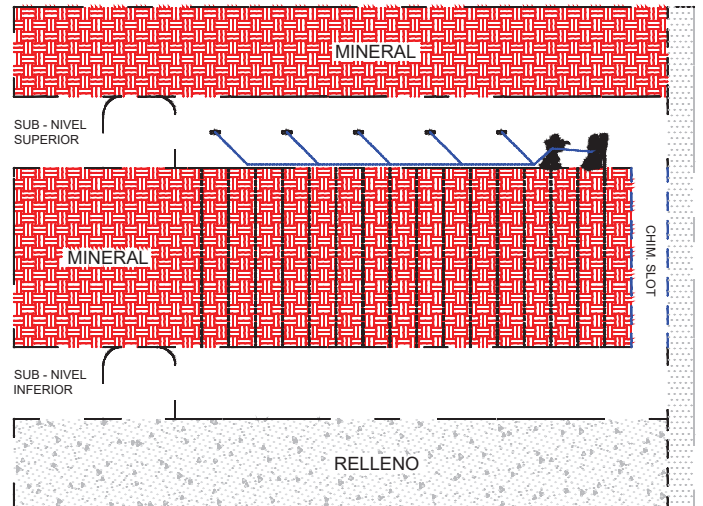 MINERAL
SUB - NIVEL
SUPERIOR
MINERAL
CHIM. SLOT
SUB - NIVEL
INFERIOR
RELLENO